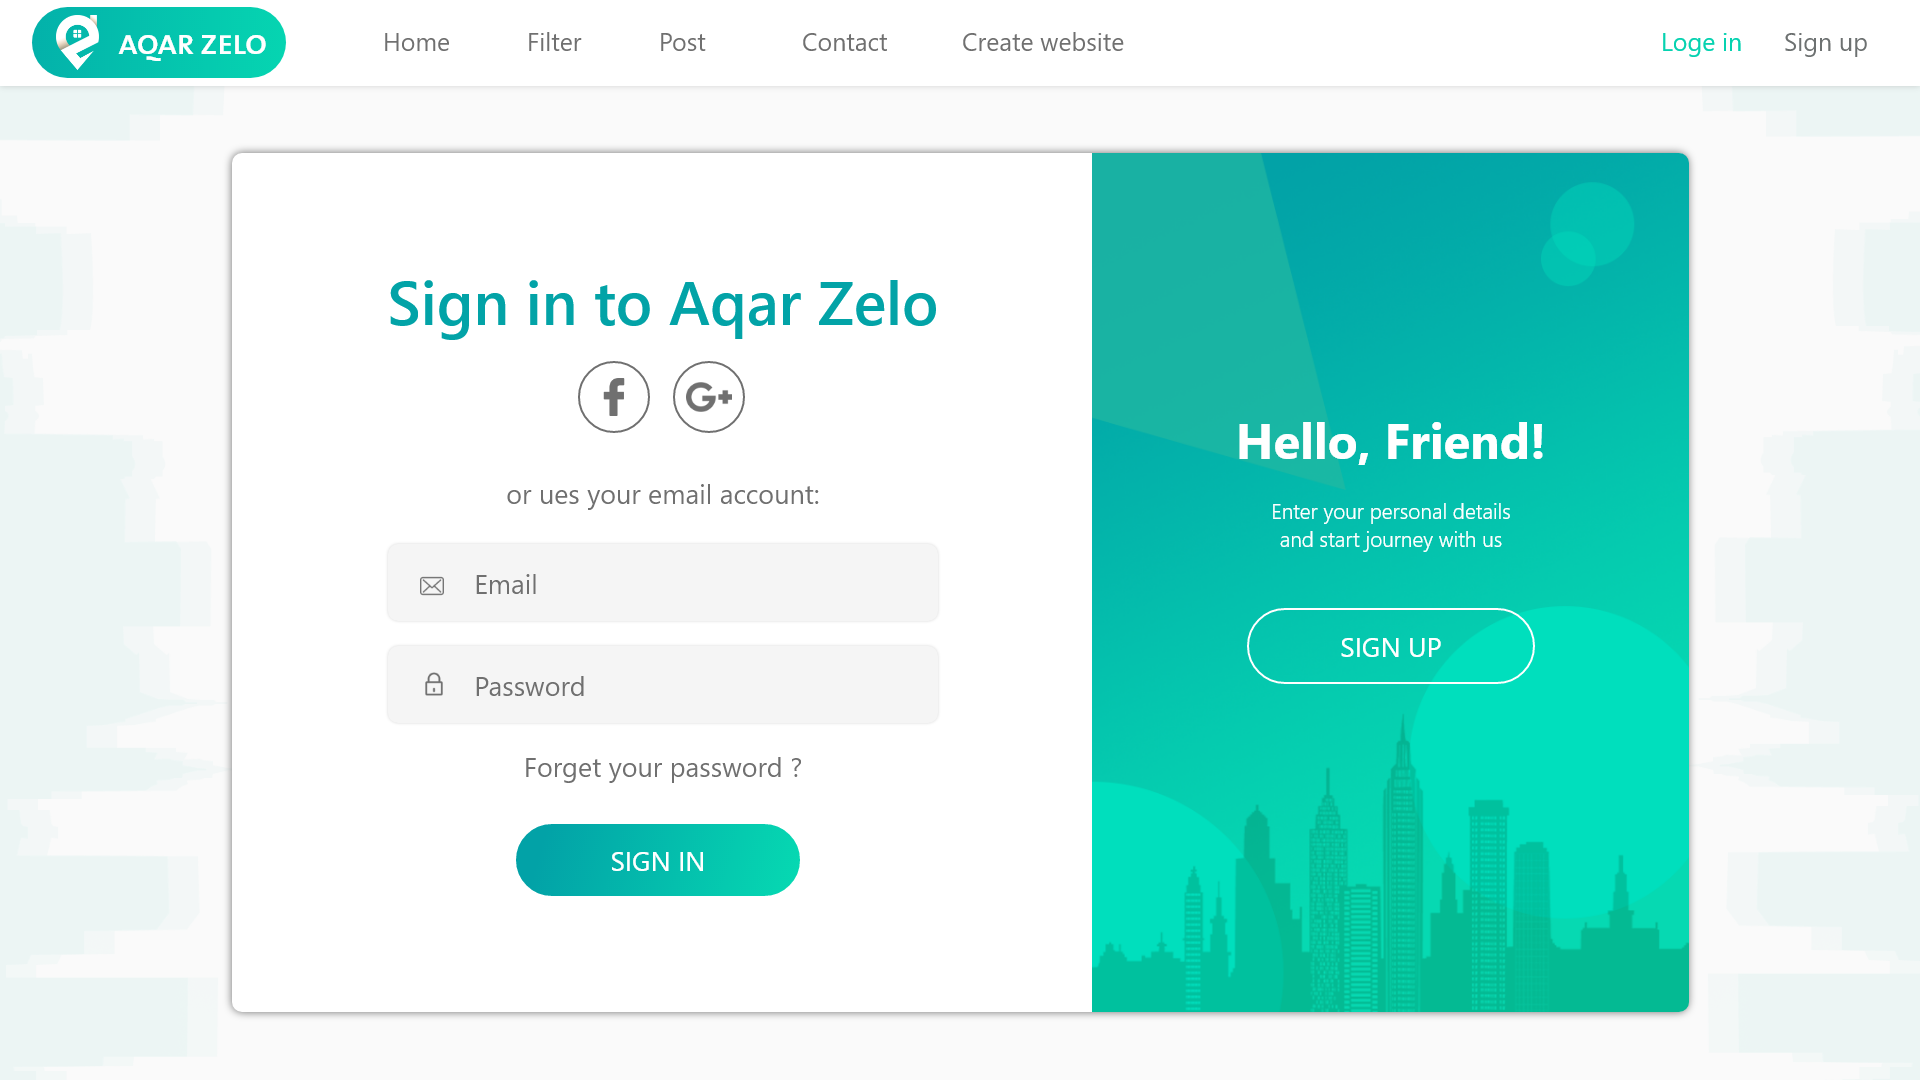 AQAR ZELO
Home
Filter
Post
Contact
Create website
Loge in
Sign up
Sign in to Aqar Zelo
f
G+
or ues your email account:
Email
Password
Forget your password ?
SIGN IN
Hello, Friend!
Enter your personal details
and start journey with us
SIGN UP